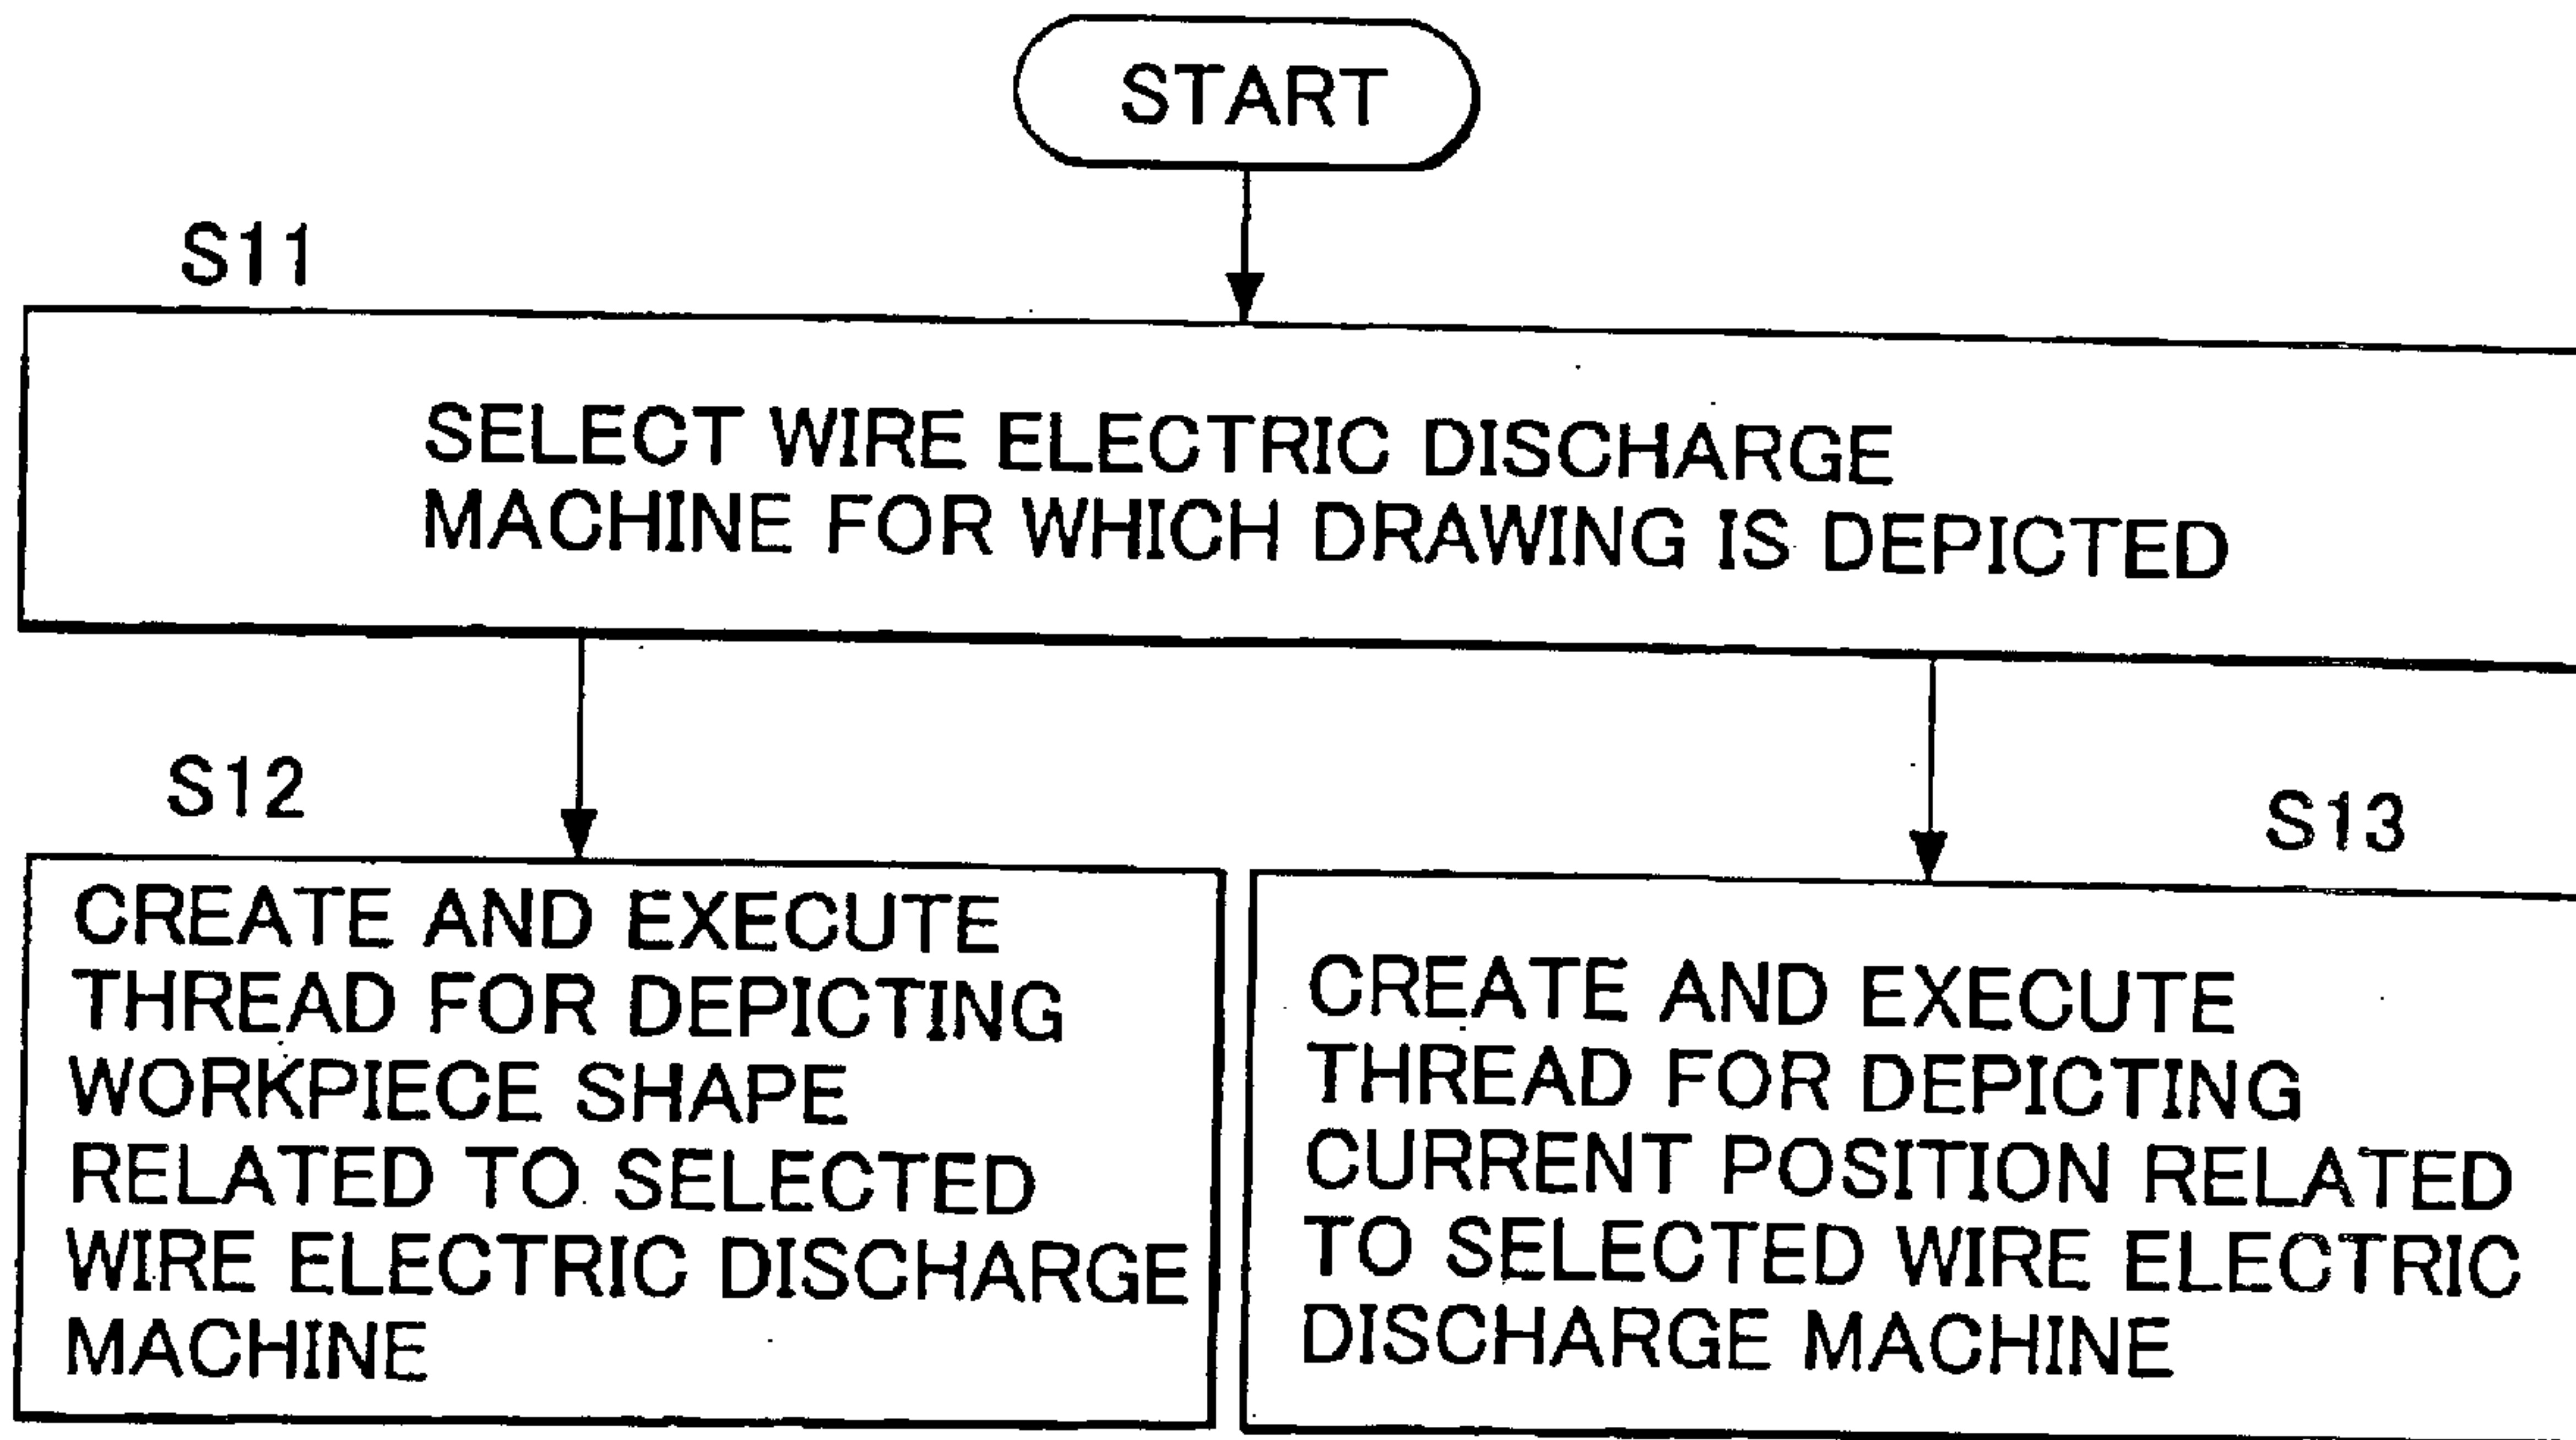 START
S11
SELECT WIRE ELECTRIC DISCHARGE
MACHINE FOR WHICH DRAWING IS DEPICTED
S12
CREATE AND EXECUTE
THREAD FOR DEPICTING
WORKPIECE SHAPE
RELATED TO SELECTED
WIRE ELECTRIC DISCHARGE
MACHINE
S13
CREATE AND EXECUTE
THREAD FOR DEPICTING
CURRENT POSITION RELATED
TO SELECTED WIRE ELECTRIC
DISCHARGE MACHINE